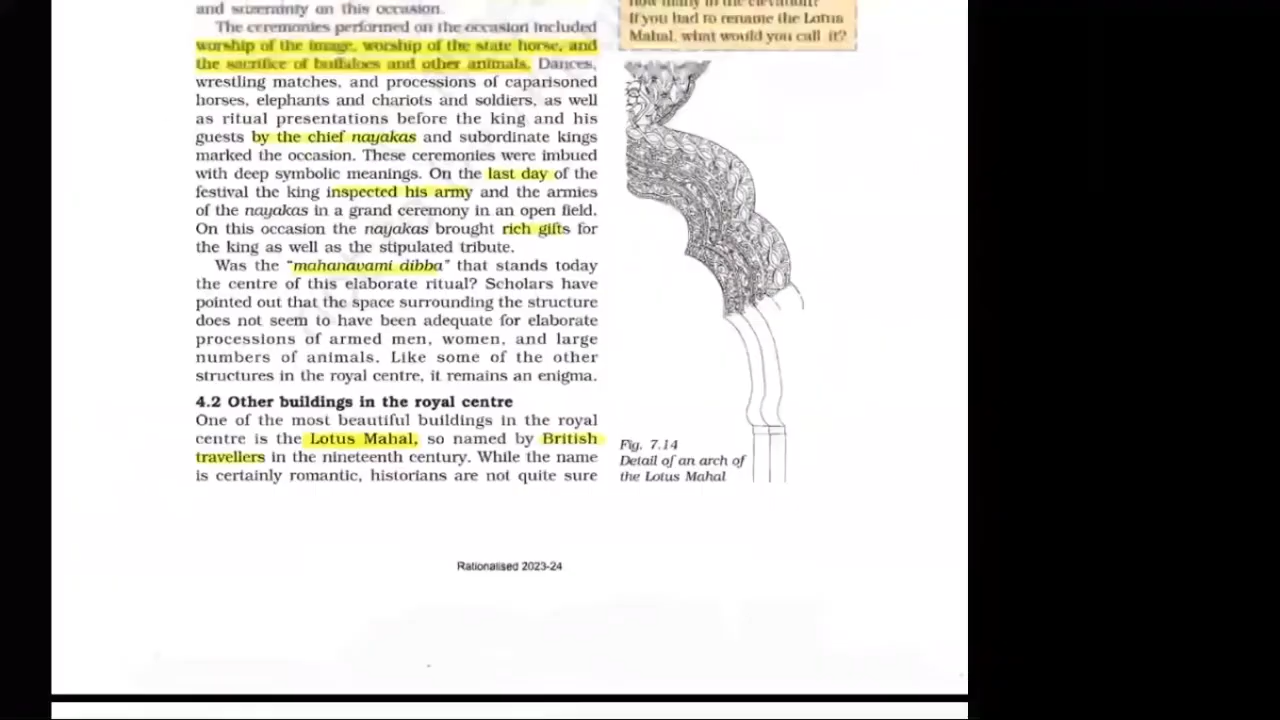 and suzerainty on this occasion.
The ceremonies performed on the occasion included
worship of the image, worship of the state horse, and
the sacrifice of buffaloes and other animals. Dances,
wrestling matches, and processions of caparisoned
horses, elephants and chariots and soldiers, as well
as ritual presentations before the king and his
guests by the chief nayakas and subordinate kings
marked the occasion. These ceremonies were imbued
with deep symbolic meanings. On the last day of the
festival the king inspected his army and the armies
of the nayakas in a grand ceremony in an open field.
On this occasion the nayakas brought rich gifts for
the king as well as the stipulated tribute.
Was the “mahanavami dibba” that stands today
the centre of this elaborate ritual? Scholars have
pointed out that the space surrounding the structure
does not seem to have been adequate for elaborate
processions of armed men, women, and large
numbers of animals. Like some of the other
structures in the royal centre, it remains an enigma.
4.2 Other buildings in the royal centre
One of the most beautiful buildings in the royal
centre is the Lotus Mahal, so named by British
travellers in the nineteenth century. While the name
is certainly romantic, historians are not quite sure
how many in the elevation?
If you had to rename the Lotus
Mahal, what would you call it?
Fig. 7.14
Detail of an arch of
the Lotus Mahal
Rationalised 2023-24